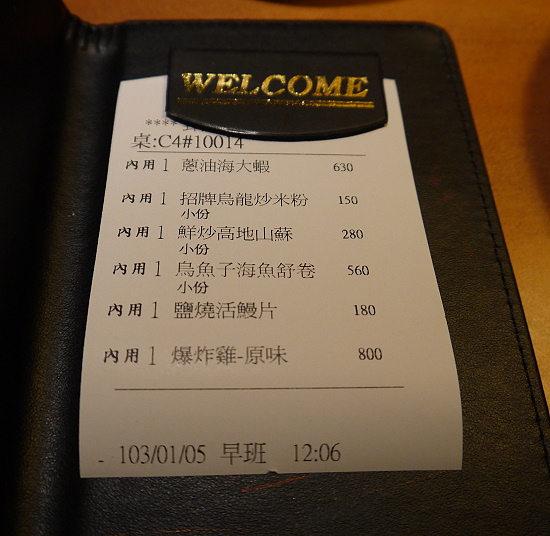 WELCOME
****
桌:C4#10014
內用 1 蔥油海大蝦 630
內用 1 招牌烏龍炒米粉 150
小份
內用 1 鮮炒高地山蘇 280
小份
內用 1 烏魚子海魚舒卷 560
小份
內用 1 鹽燒活鰻片 180
內用 1 爆炸雞-原味 800
- 103/01/05 早班 12:06